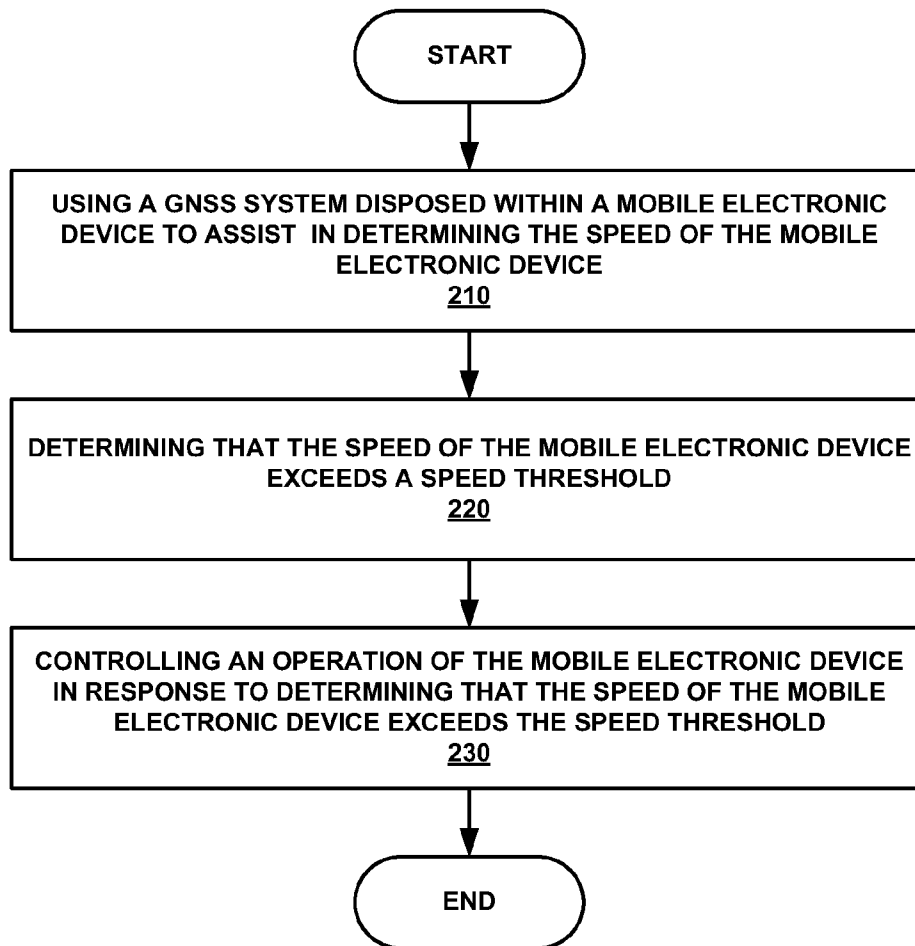 START
USING A GNSS SYSTEM DISPOSED WITHIN A MOBILE ELECTRONIC
DEVICE TO ASSIST IN DETERMINING THE SPEED OF THE MOBILE
ELECTRONIC DEVICE
210
DETERMINING THAT THE SPEED OF THE MOBILE ELECTRONIC DEVICE
EXCEEDS A SPEED THRESHOLD
220
CONTROLLING AN OPERATION OF THE MOBILE ELECTRONIC DEVICE
IN RESPONSE TO DETERMINING THAT THE SPEED OF THE MOBILE
ELECTRONIC DEVICE EXCEEDS THE SPEED THRESHOLD
230
END